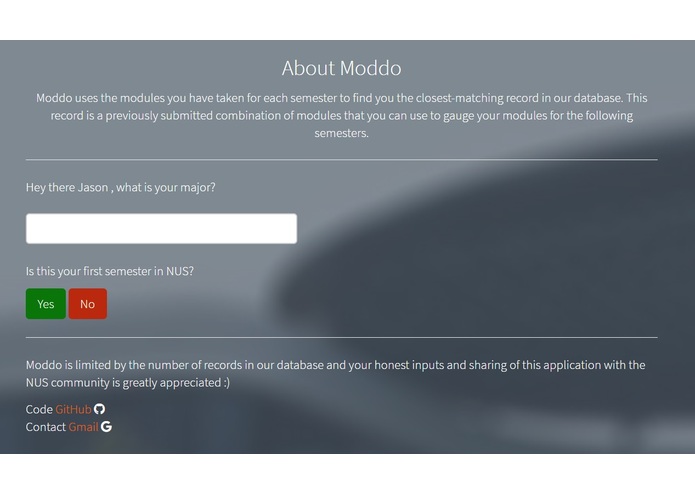 About Moddo
Moddo uses the modules you have taken for each semester to find you the closest-matching record in our database. This
record is a previously submitted combination of modules that you can use to gauge your modules for the following
semesters.
Hey there Jason , what is your major?
Is this your first semester in NUS?
Yes No
Moddo is limited by the number of records in our database and your honest inputs and sharing of this application with the
NUS community is greatly appreciated :)
Code GitHub
Contact Gmail